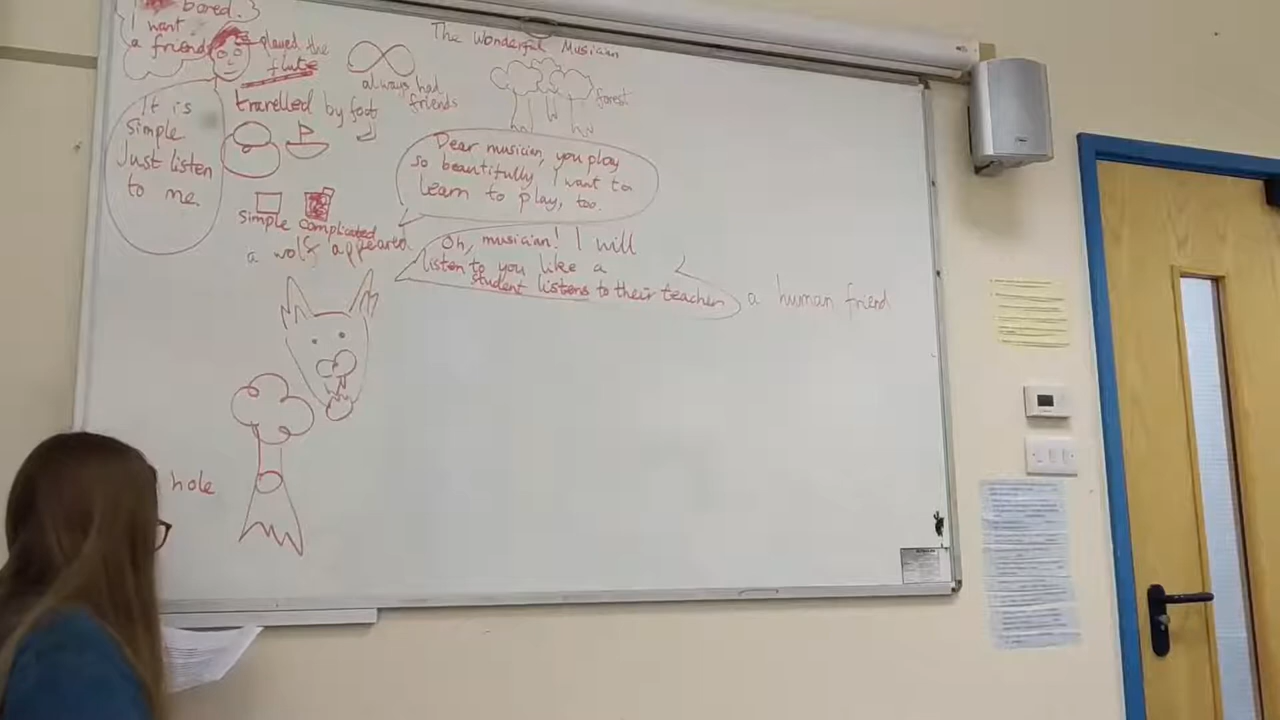 bored.
I want
a friend
played the
flute
always had
friends
The Wonderful Musician
forest
travelled by foot
It is
simple
Just listen
to me.
Dear musician, you play
so beautifully, I want to
learn to play, too.
simple complicated
a wolf appeared
Oh, musician! I will
listen to you like a
student listens to their teacher
a human friend
hole